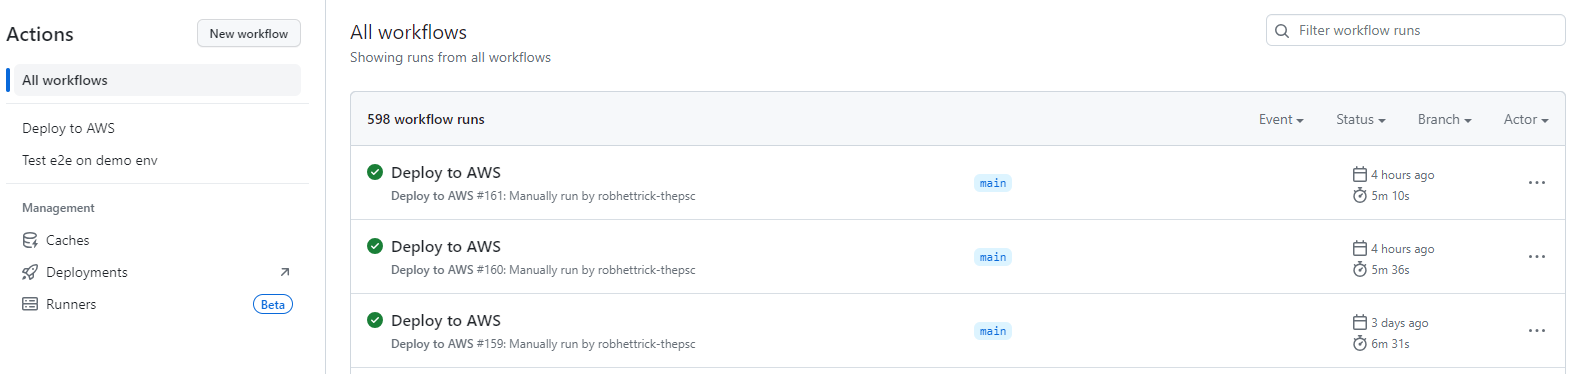 Actions
New workflow
All workflows
Deploy to AWS
Test e2e on demo env
Management
Caches
Deployments
Runners
Beta
All workflows
Showing runs from all workflows
Filter workflow runs
598 workflow runs
Event
Status
Branch
Actor
Deploy to AWS
Deploy to AWS #161: Manually run by robhettrick-thepsc
main
4 hours ago
5m 10s
Deploy to AWS
Deploy to AWS #160: Manually run by robhettrick-thepsc
main
4 hours ago
5m 36s
Deploy to AWS
Deploy to AWS #159: Manually run by robhettrick-thepsc
main
3 days ago
6m 31s